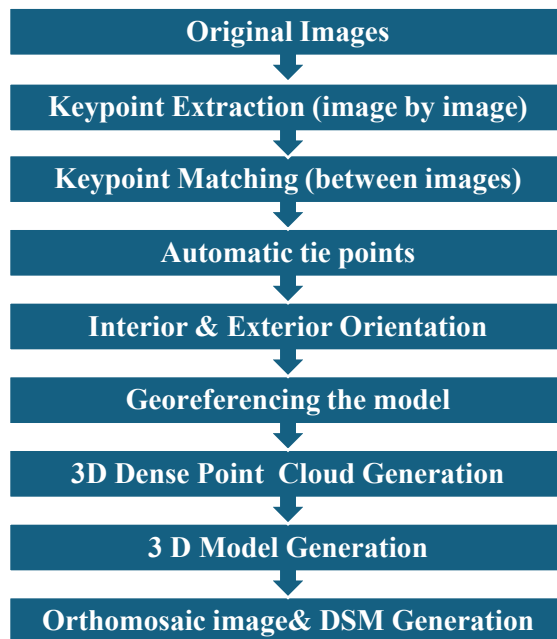 Original Images
Keypoint Extraction (image by image)
Keypoint Matching (between images)
Automatic tie points
Interior & Exterior Orientation
Georeferencing the model
3D Dense Point Cloud Generation
3 D Model Generation
Orthomosaic image& DSM Generation